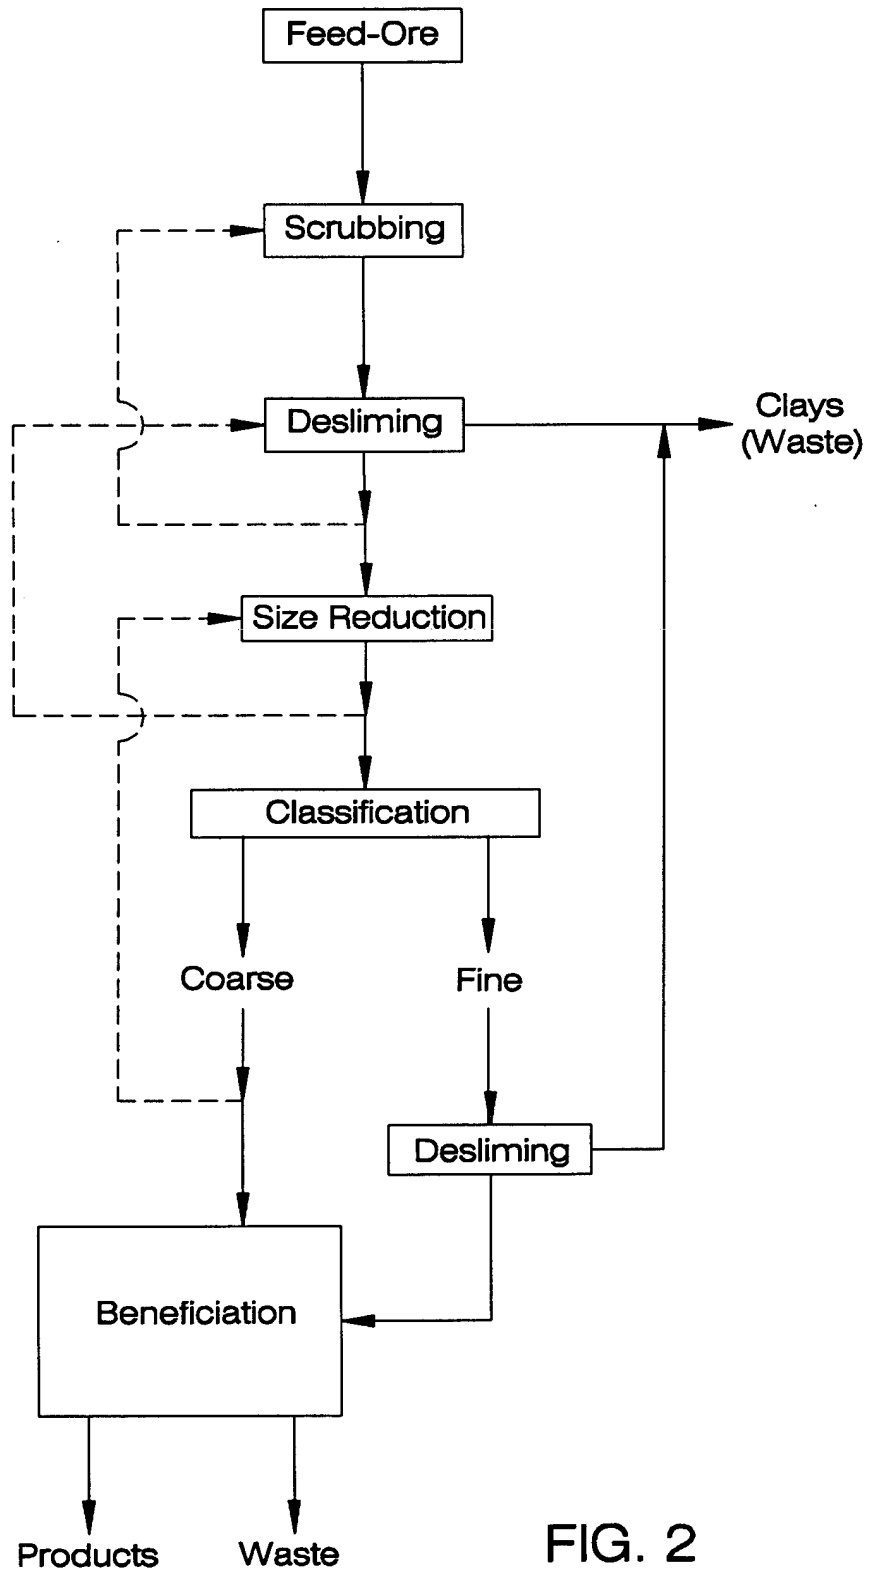 Feed-Ore
Scrubbing
Desliming
Clays
(Waste)
Size Reduction
Classification
Coarse
Fine
Desliming
Beneficiation
Products
Waste
FIG. 2